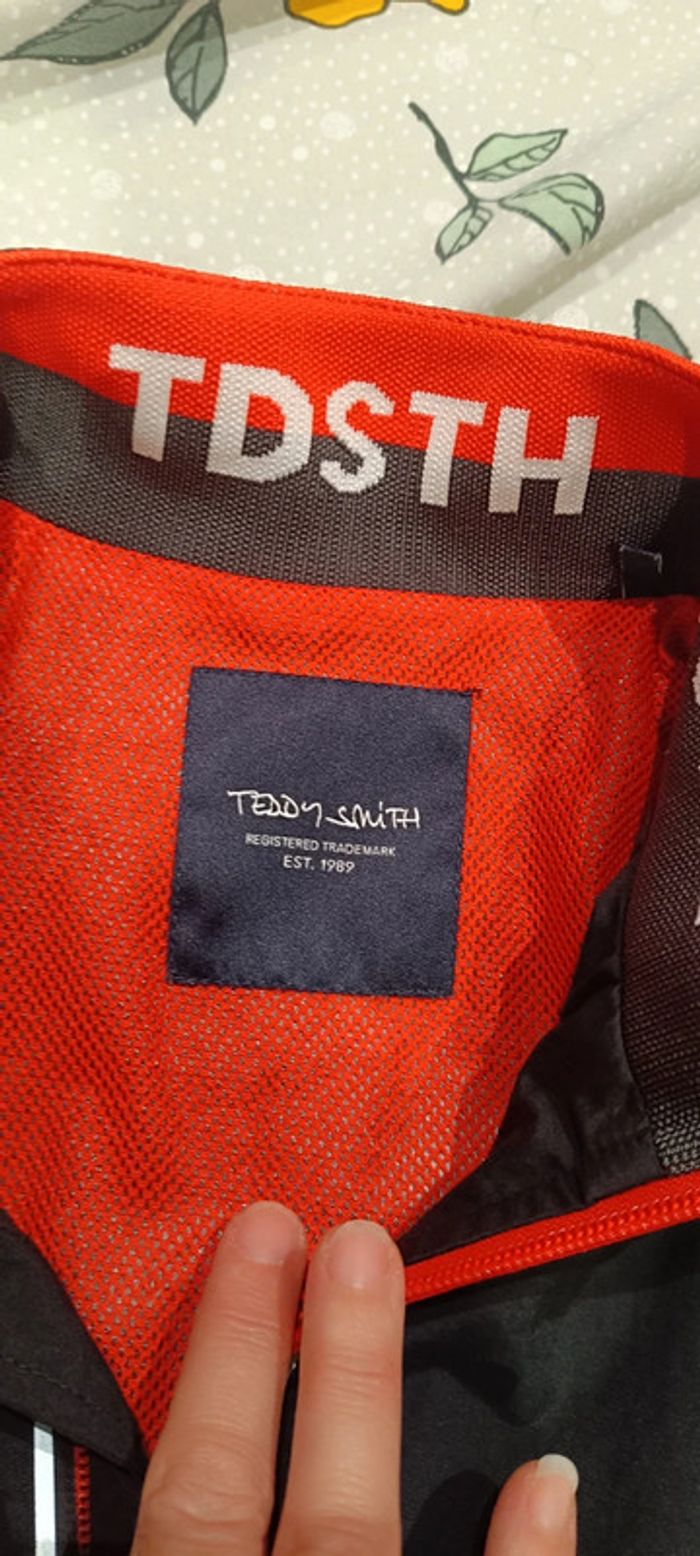 TDSTH
TEDDY SMiTH
REGISTERED TRADEMARK
EST. 1989